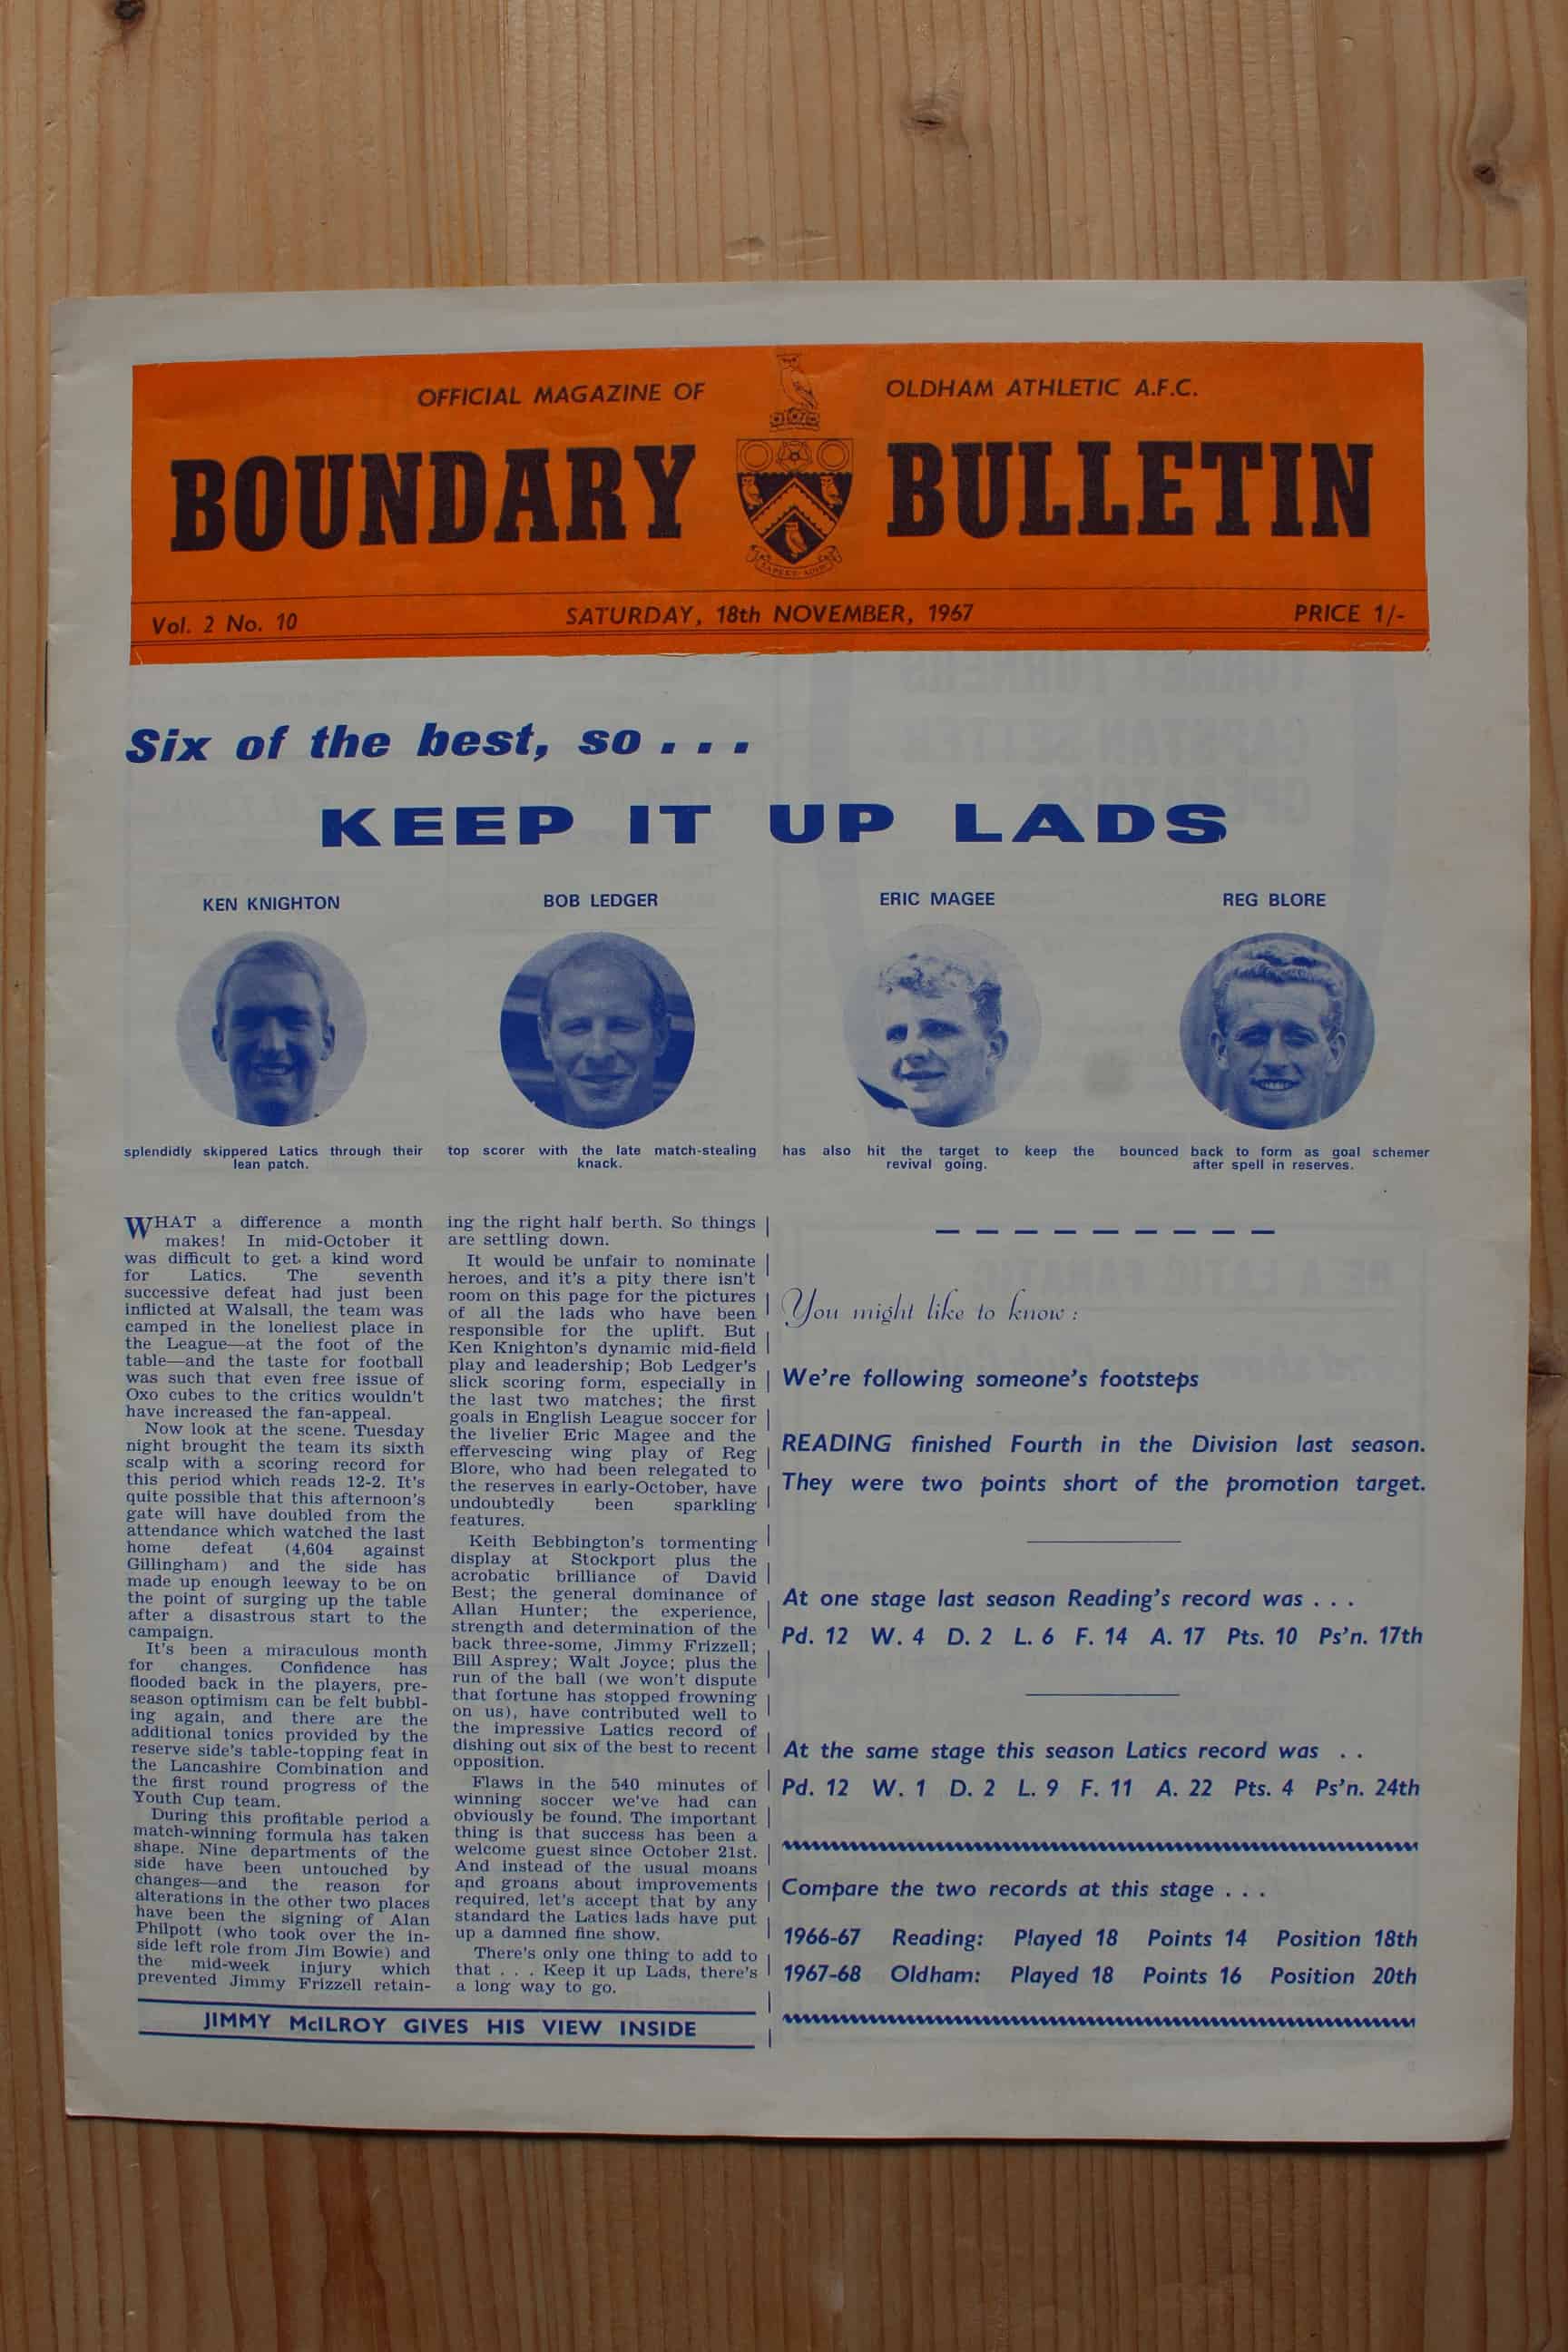 OFFICIAL MAGAZINE OF OLDHAM ATHLETIC A.F.C.
BOUNDARY BULLETIN
Vol. 2 No. 10 SATURDAY, 18th NOVEMBER, 1967 PRICE 1/-
Six of the best, so . . .
KEEP IT UP LADS
KEN KNIGHTON
splendidly skippered Latics through their
lean patch.
BOB LEDGER
top scorer with the late match-stealing
knack.
ERIC MAGEE
has also hit the target to keep the
revival going.
REG BLORE
bounced back to form as goal schemer
after spell in reserves.
WHAT a difference a month
makes! In mid-October it
was difficult to get a kind word
for Latics. The seventh
successive defeat had just been
inflicted at Walsall, the team was
camped in the loneliest place in
the League—at the foot of the
table—and the taste for football
was such that even free issue of
Oxo cubes to the critics wouldn't
have increased the fan-appeal.
Now look at the scene. Tuesday
night brought the team its sixth
scalp with a scoring record for
this period which reads 12-2. It's
quite possible that this afternoon's
gate will have doubled from the
attendance which watched the last
home defeat (4,604 against
Gillingham) and the side has
made up enough leeway to be on
the point of surging up the table
after a disastrous start to the
campaign.
It's been a miraculous month
for changes. Confidence has
flooded back in the players, pre-
season optimism can be felt bubbl-
ing again, and there are the
additional tonics provided by the
reserve side's table-topping feat in
the Lancashire Combination and
the first round progress of the
Youth Cup team.
During this profitable period a
match-winning formula has taken
shape. Nine departments of the
side have been untouched by
changes—and the reason for
alterations in the other two places
have been the signing of Alan
Philpott (who took over the in-
side left role from Jim Bowie) and
the mid-week injury which
prevented Jimmy Frizzell retain-
ing the right half berth. So things
are settling down.
It would be unfair to nominate
heroes, and it's a pity there isn't
room on this page for the pictures
of all the lads who have been
responsible for the uplift. But
Ken Knighton's dynamic mid-field
play and leadership; Bob Ledger's
slick scoring form, especially in
the last two matches; the first
goals in English League soccer for
the livelier Eric Magee and the
effervescing wing play of Reg
Blore, who had been relegated to
the reserves in early-October, have
undoubtedly been sparkling
features.
Keith Bebbington's tormenting
display at Stockport plus the
acrobatic brilliance of David
Best; the general dominance of
Allan Hunter; the experience,
strength and determination of the
back three-some, Jimmy Frizzell;
Bill Asprey; Walt Joyce; plus the
run of the ball (we won't dispute
that fortune has stopped frowning
on us), have contributed well to
the impressive Latics record of
dishing out six of the best to recent
opposition.
Flaws in the 540 minutes of
winning soccer we've had can
obviously be found. The important
thing is that success has been a
welcome guest since October 21st.
And instead of the usual moans
and groans about improvements
required, let's accept that by any
standard the Latics lads have put
up a damned fine show.
There's only one thing to add to
that . . . Keep it up Lads, there's
a long way to go.
JIMMY McILROY GIVES HIS VIEW INSIDE
You might like to know :
We're following someone's footsteps
READING finished Fourth in the Division last season.
They were two points short of the promotion target.
At one stage last season Reading's record was . . .
Pd. 12 W. 4 D. 2 L. 6 F. 14 A. 17 Pts. 10 Ps'n. 17th
At the same stage this season Latics record was . .
Pd. 12 W. 1 D. 2 L. 9 F. 11 A. 22 Pts. 4 Ps'n. 24th
Compare the two records at this stage . . .
1966-67 Reading: Played 18 Points 14 Position 18th
1967-68 Oldham: Played 18 Points 16 Position 20th